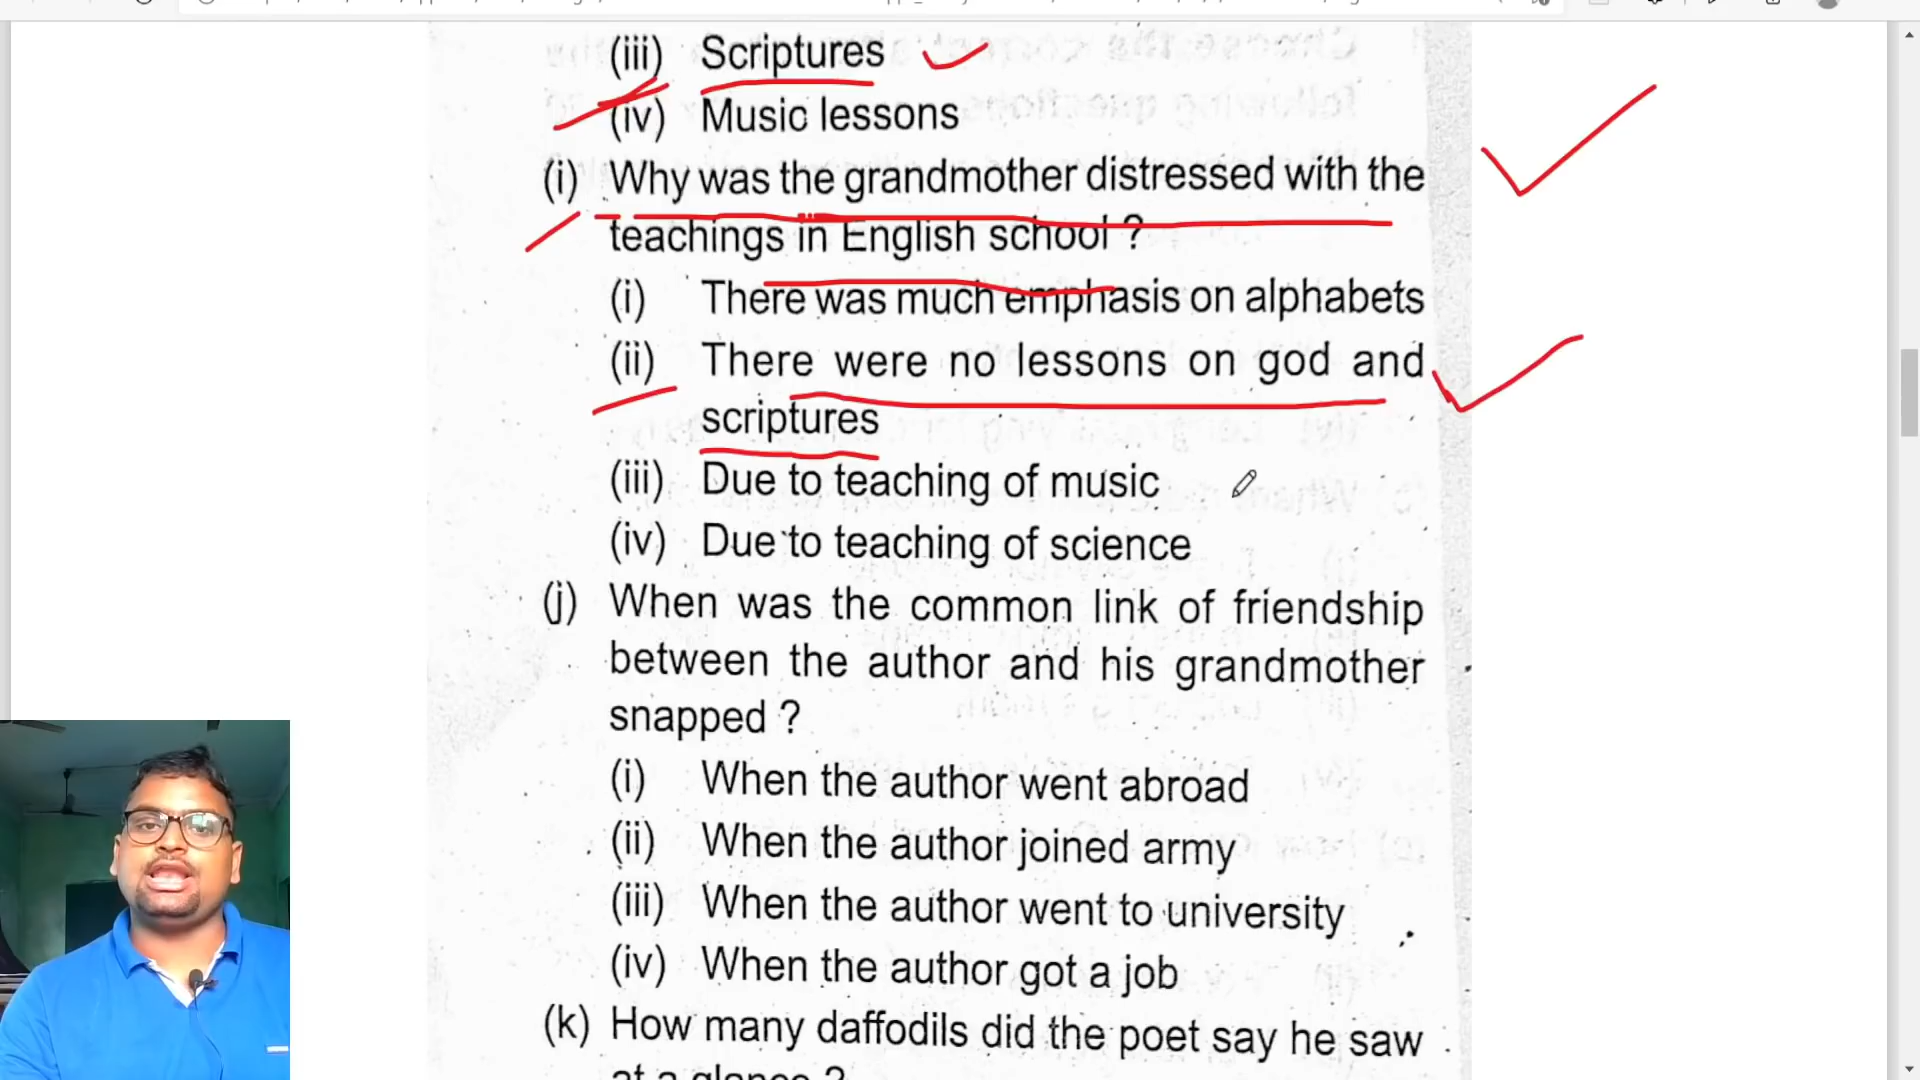 (iii) Scriptures
(iv) Music lessons
(i) Why was the grandmother distressed with the
teachings in English school ?
(i) There was much emphasis on alphabets
(ii) There were no lessons on god and
scriptures
(iii) Due to teaching of music
(iv) Due to teaching of science
(j) When was the common link of friendship
between the author and his grandmother
snapped ?
(i) When the author went abroad
(ii) When the author joined army
(iii) When the author went to university
(iv) When the author got a job
(k) How many daffodils did the poet say he saw
at a glance ?